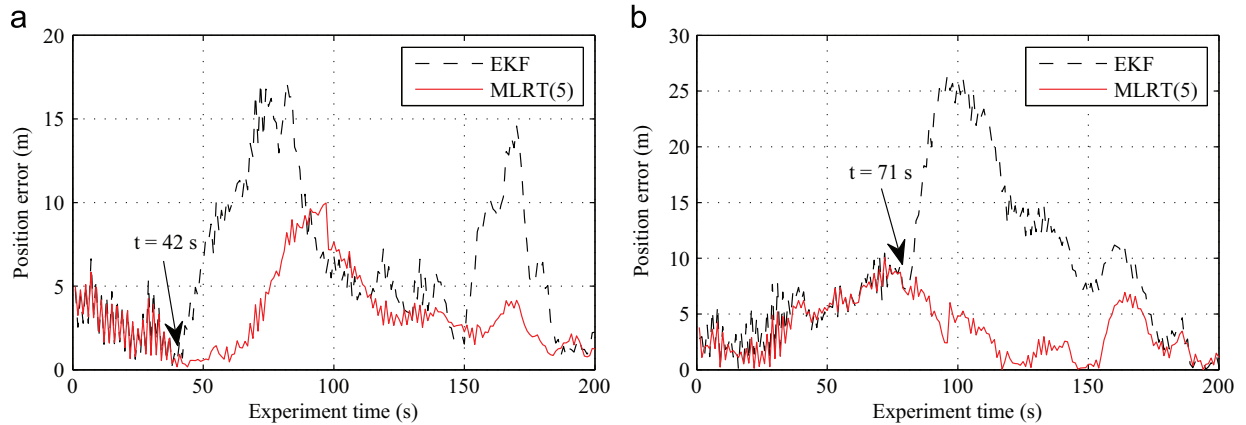 a
20
15
10
5
0
Position error (m)
EKF
MLRT(5)
t = 42 s
0
50
100
150
200
Experiment time (s)
b
30
25
20
15
10
5
0
Position error (m)
EKF
MLRT(5)
t = 71 s
0
50
100
150
200
Experiment time (s)